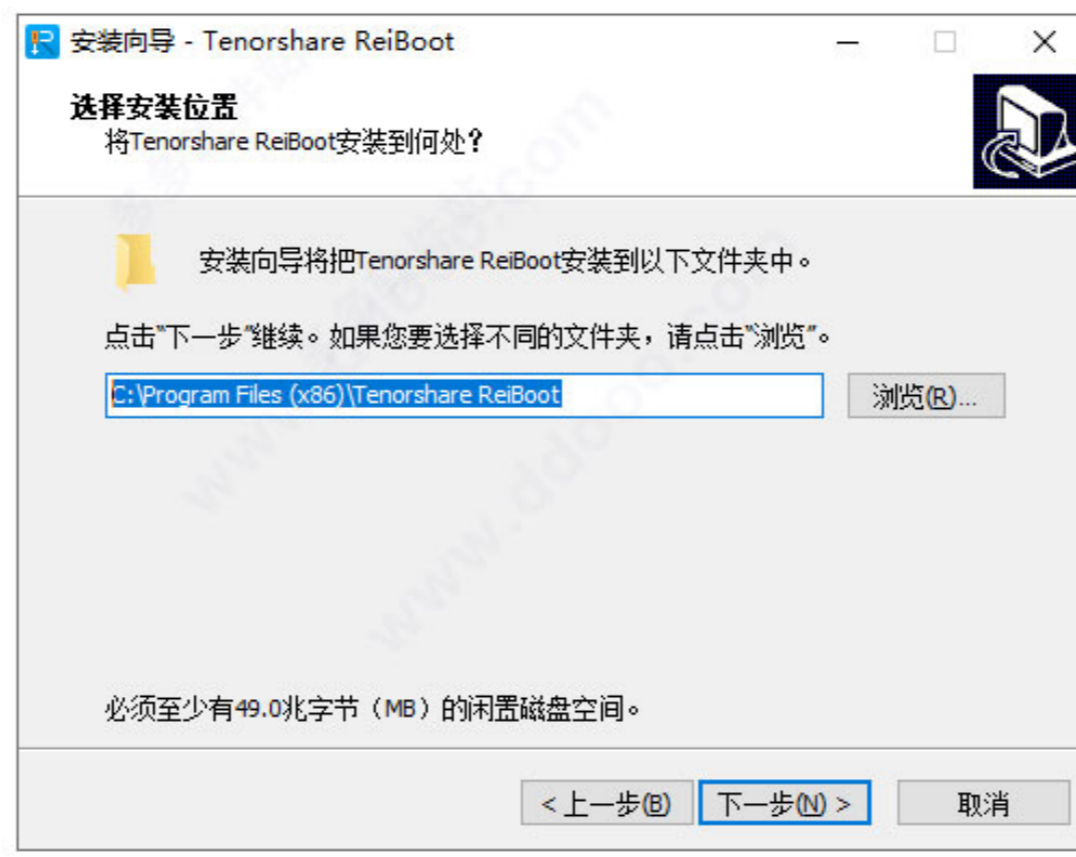 安装向导 - Tenorshare ReiBoot
选择安装位置
将Tenorshare ReiBoot安装到何处?
安装向导将把Tenorshare ReiBoot安装到以下文件夹中。
点击"下一步"继续。如果您要选择不同的文件夹，请点击"浏览"。
C:\Program Files (x86)\Tenorshare ReiBoot
浏览(R)...
必须至少有49.0兆字节（MB）的闲置磁盘空间。
< 上一步(B)
下一步(N) >
取消
www.ddooo.com